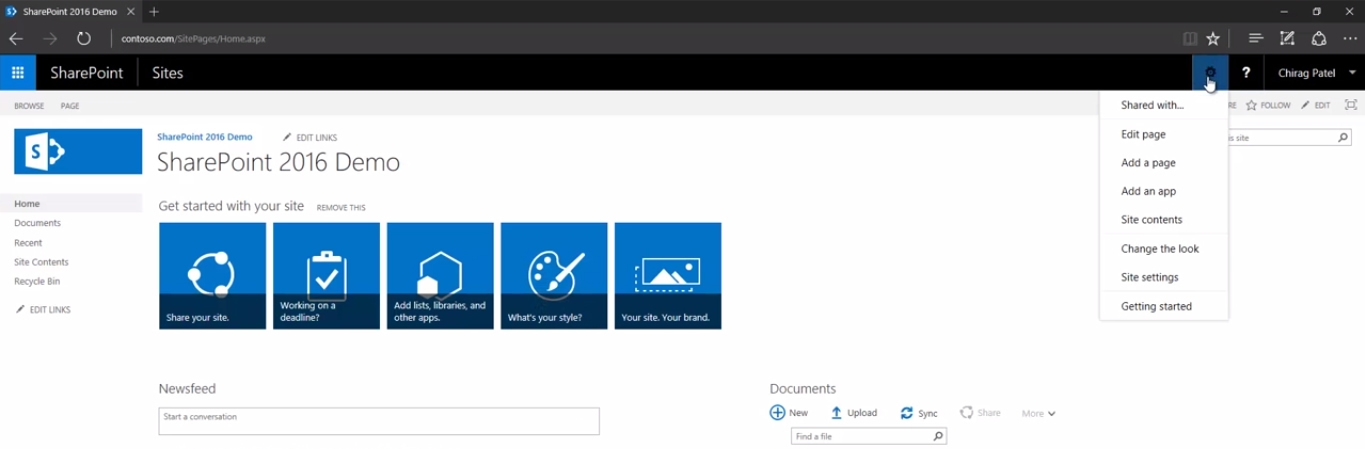 SharePoint 2016 Demo
contoso.com/SitePages/Home.aspx
SharePoint Sites ? Chirag Patel
BROWSE PAGE FOLLOW EDIT
SharePoint 2016 Demo EDIT LINKS
SharePoint 2016 Demo
Home
Documents
Recent
Site Contents
Recycle Bin
EDIT LINKS
Get started with your site REMOVE THIS
Share your site.
Working on a
deadline?
Add lists, libraries, and
other apps.
What's your style?
Your site. Your brand.
Shared with...
Edit page
Add a page
Add an app
Site contents
Change the look
Site settings
Getting started
is site
Newsfeed
Start a conversation
Documents
New Upload Sync Share More
Find a file